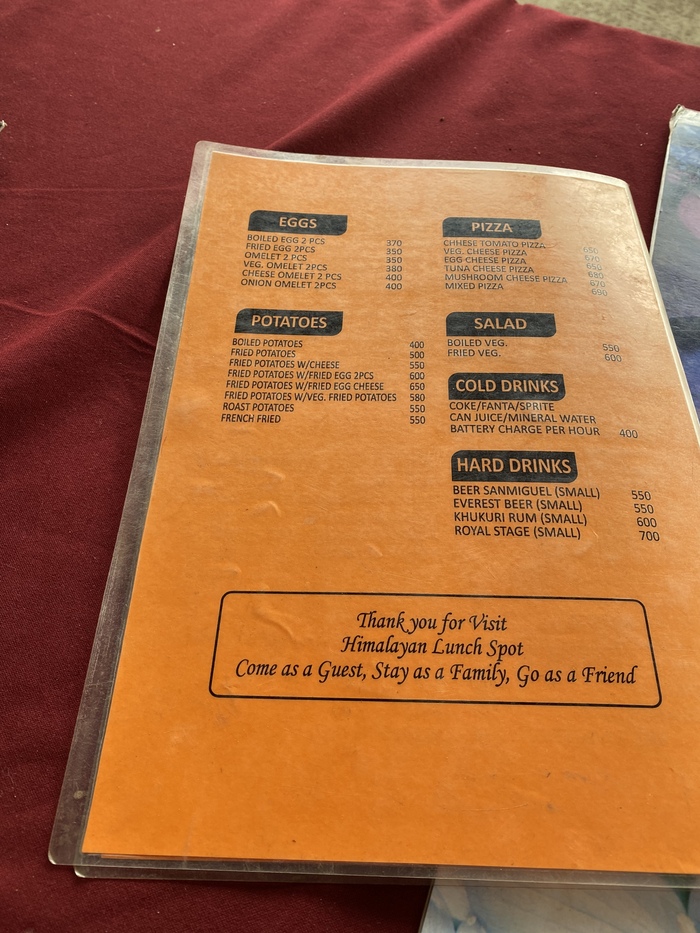 EGGS
BOILED EGG 2 PCS 370
FRIED EGG 2PCS 350
OMELET 2 PCS 350
VEG. OMELET 2PCS 380
CHEESE OMELET 2 PCS 400
ONION OMELET 2PCS 400
POTATOES
BOILED POTATOES 400
FRIED POTATOES 500
FRIED POTATOES W/CHEESE 550
FRIED POTATOES W/FRIED EGG 2PCS 600
FRIED POTATOES W/FRIED EGG CHEESE 650
FRIED POTATOES W/VEG. FRIED POTATOES 580
ROAST POTATOES 550
FRENCH FRIED 550
PIZZA
CHHESE TOMATO PIZZA 650
VEG. CHEESE PIZZA 670
EGG CHEESE PIZZA 650
TUNA CHEESE PIZZA 680
MUSHROOM CHEESE PIZZA 670
MIXED PIZZA
SALAD
BOILED VEG. 550
FRIED VEG. 600
COLD DRINKS
COKE/FANTA/SPRITE
CAN JUICE/MINERAL WATER
BATTERY CHARGE PER HOUR 400
HARD DRINKS
BEER SANMIGUEL (SMALL) 550
EVEREST BEER (SMALL) 550
KHUKURI RUM (SMALL) 600
ROYAL STAGE (SMALL) 700
Thank you for Visit
Himalayan Lunch Spot
Come as a Guest, Stay as a Family, Go as a Friend